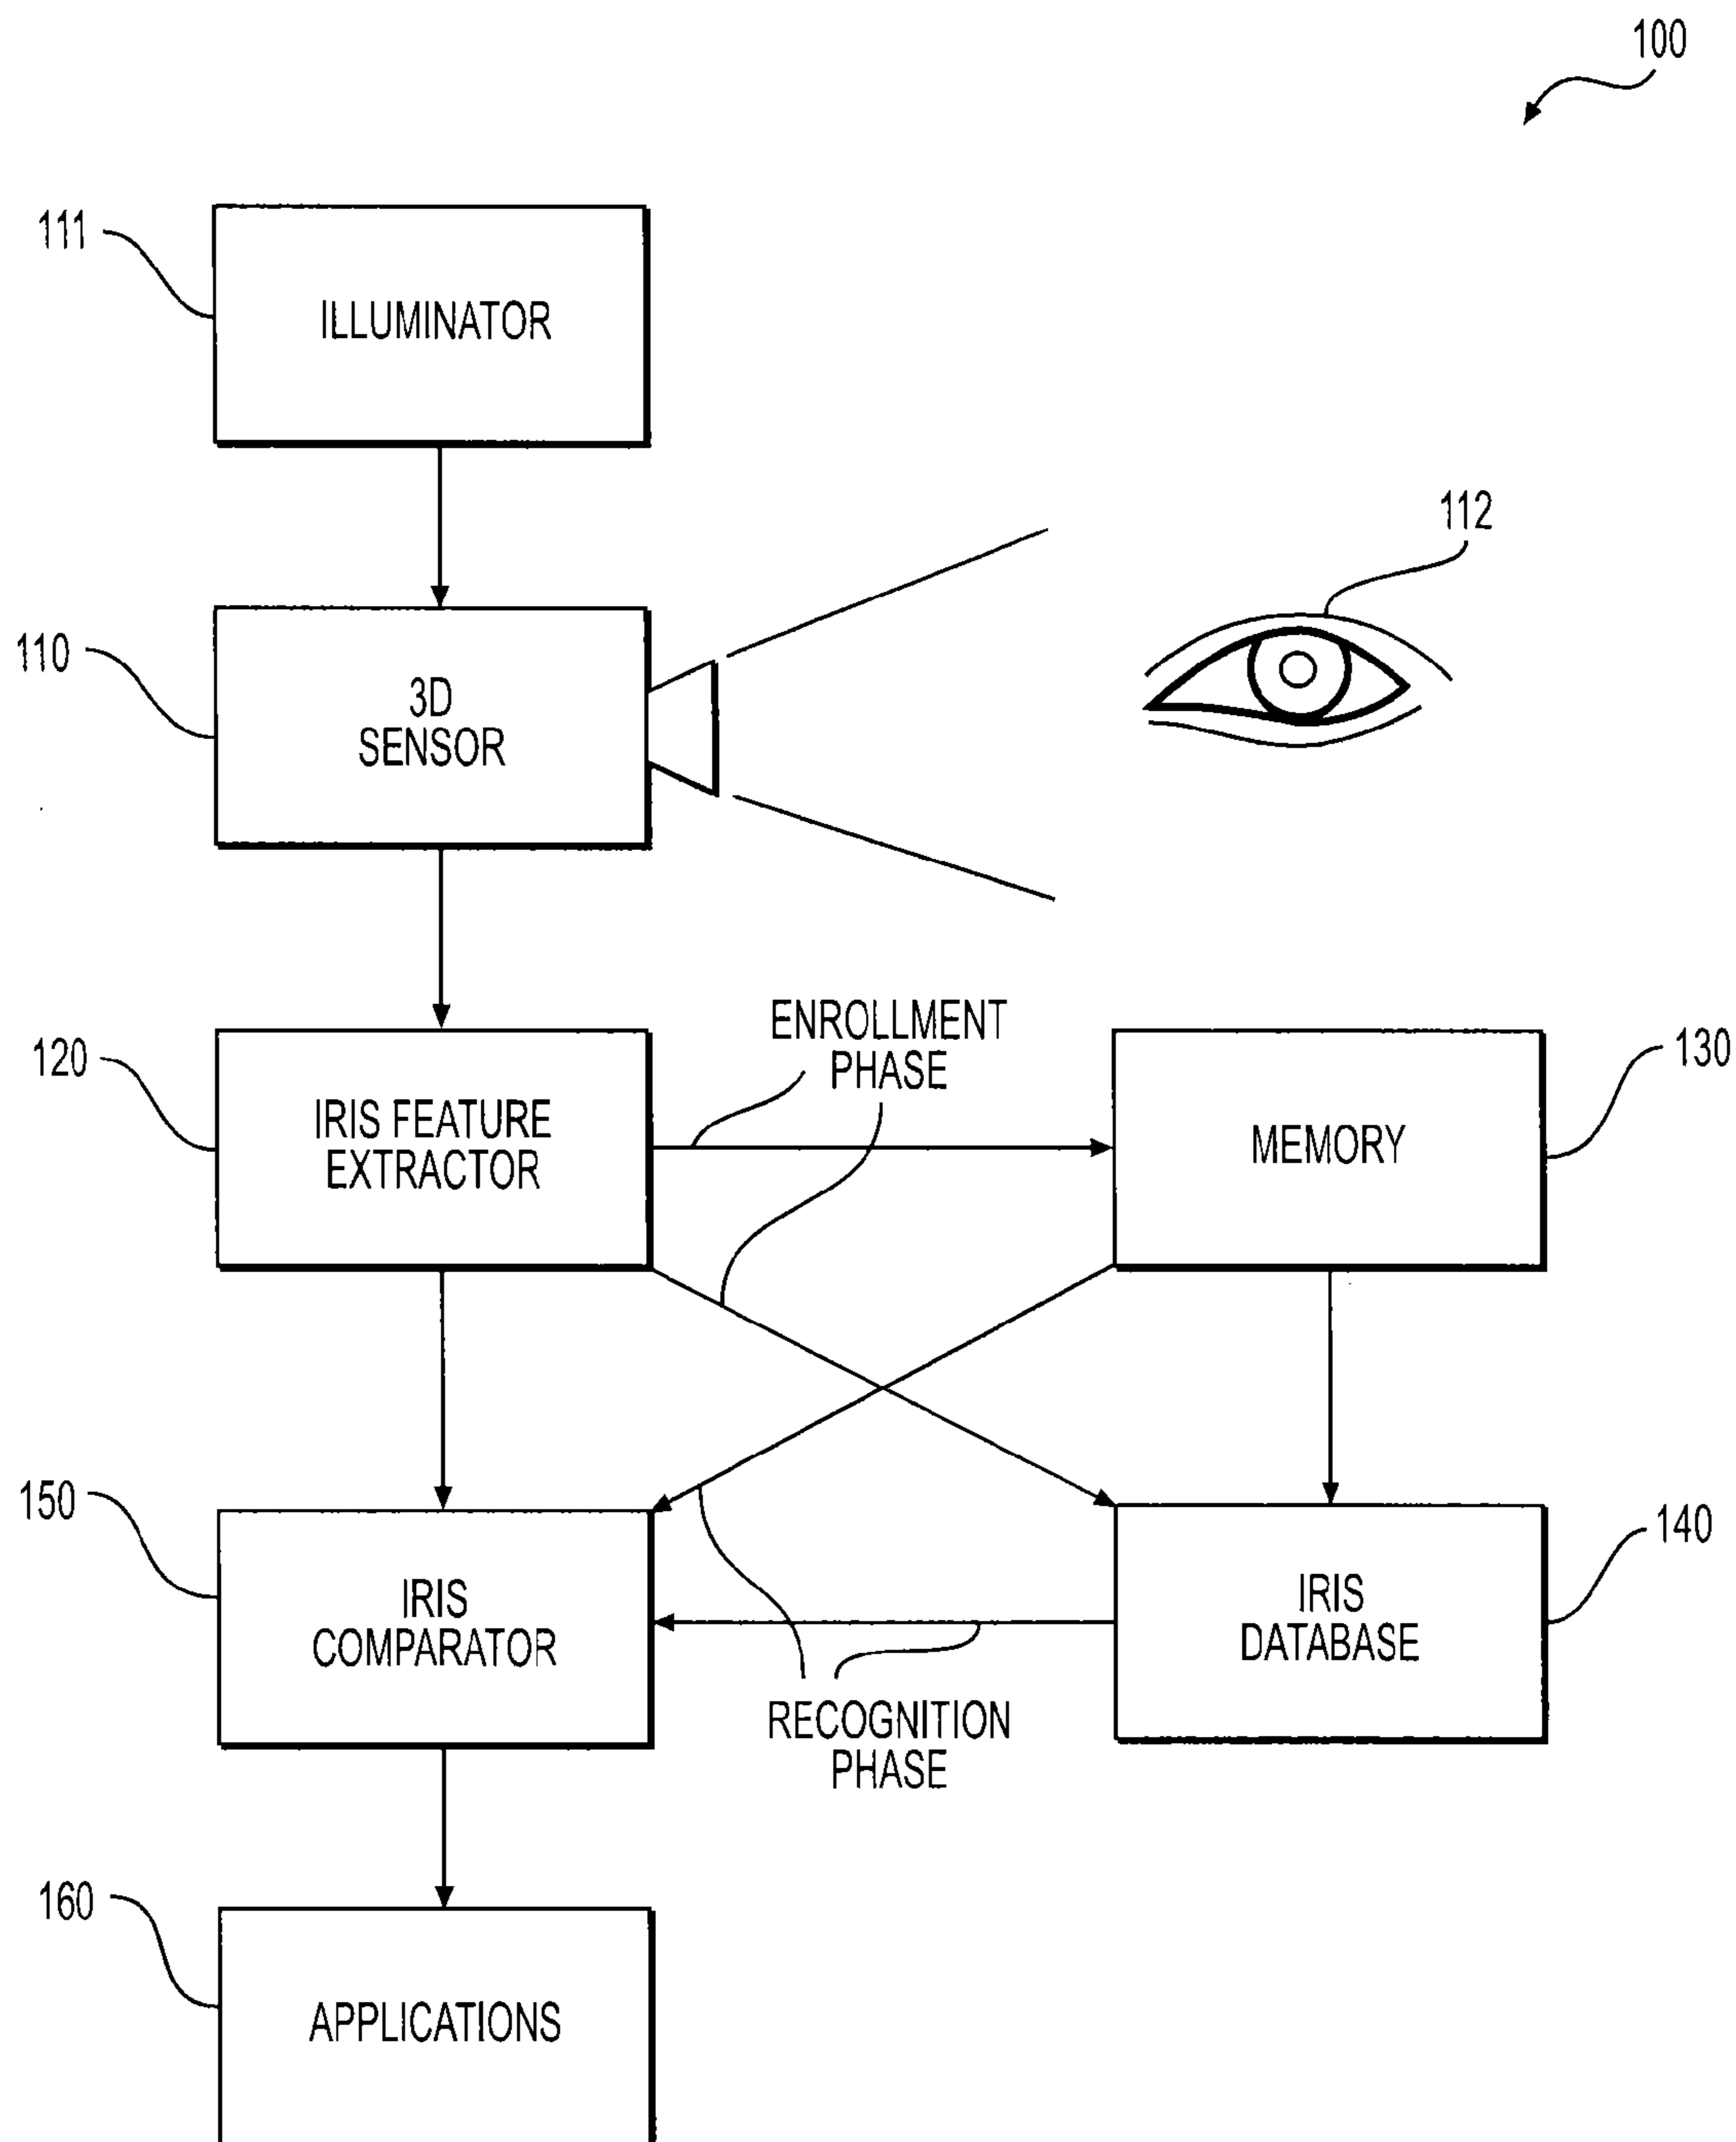 100
111
ILLUMINATOR
112
110
3D
SENSOR
ENROLLMENT
PHASE
120
IRIS FEATURE
EXTRACTOR
130
MEMORY
150
IRIS
COMPARATOR
140
IRIS
DATABASE
RECOGNITION
PHASE
160
APPLICATIONS